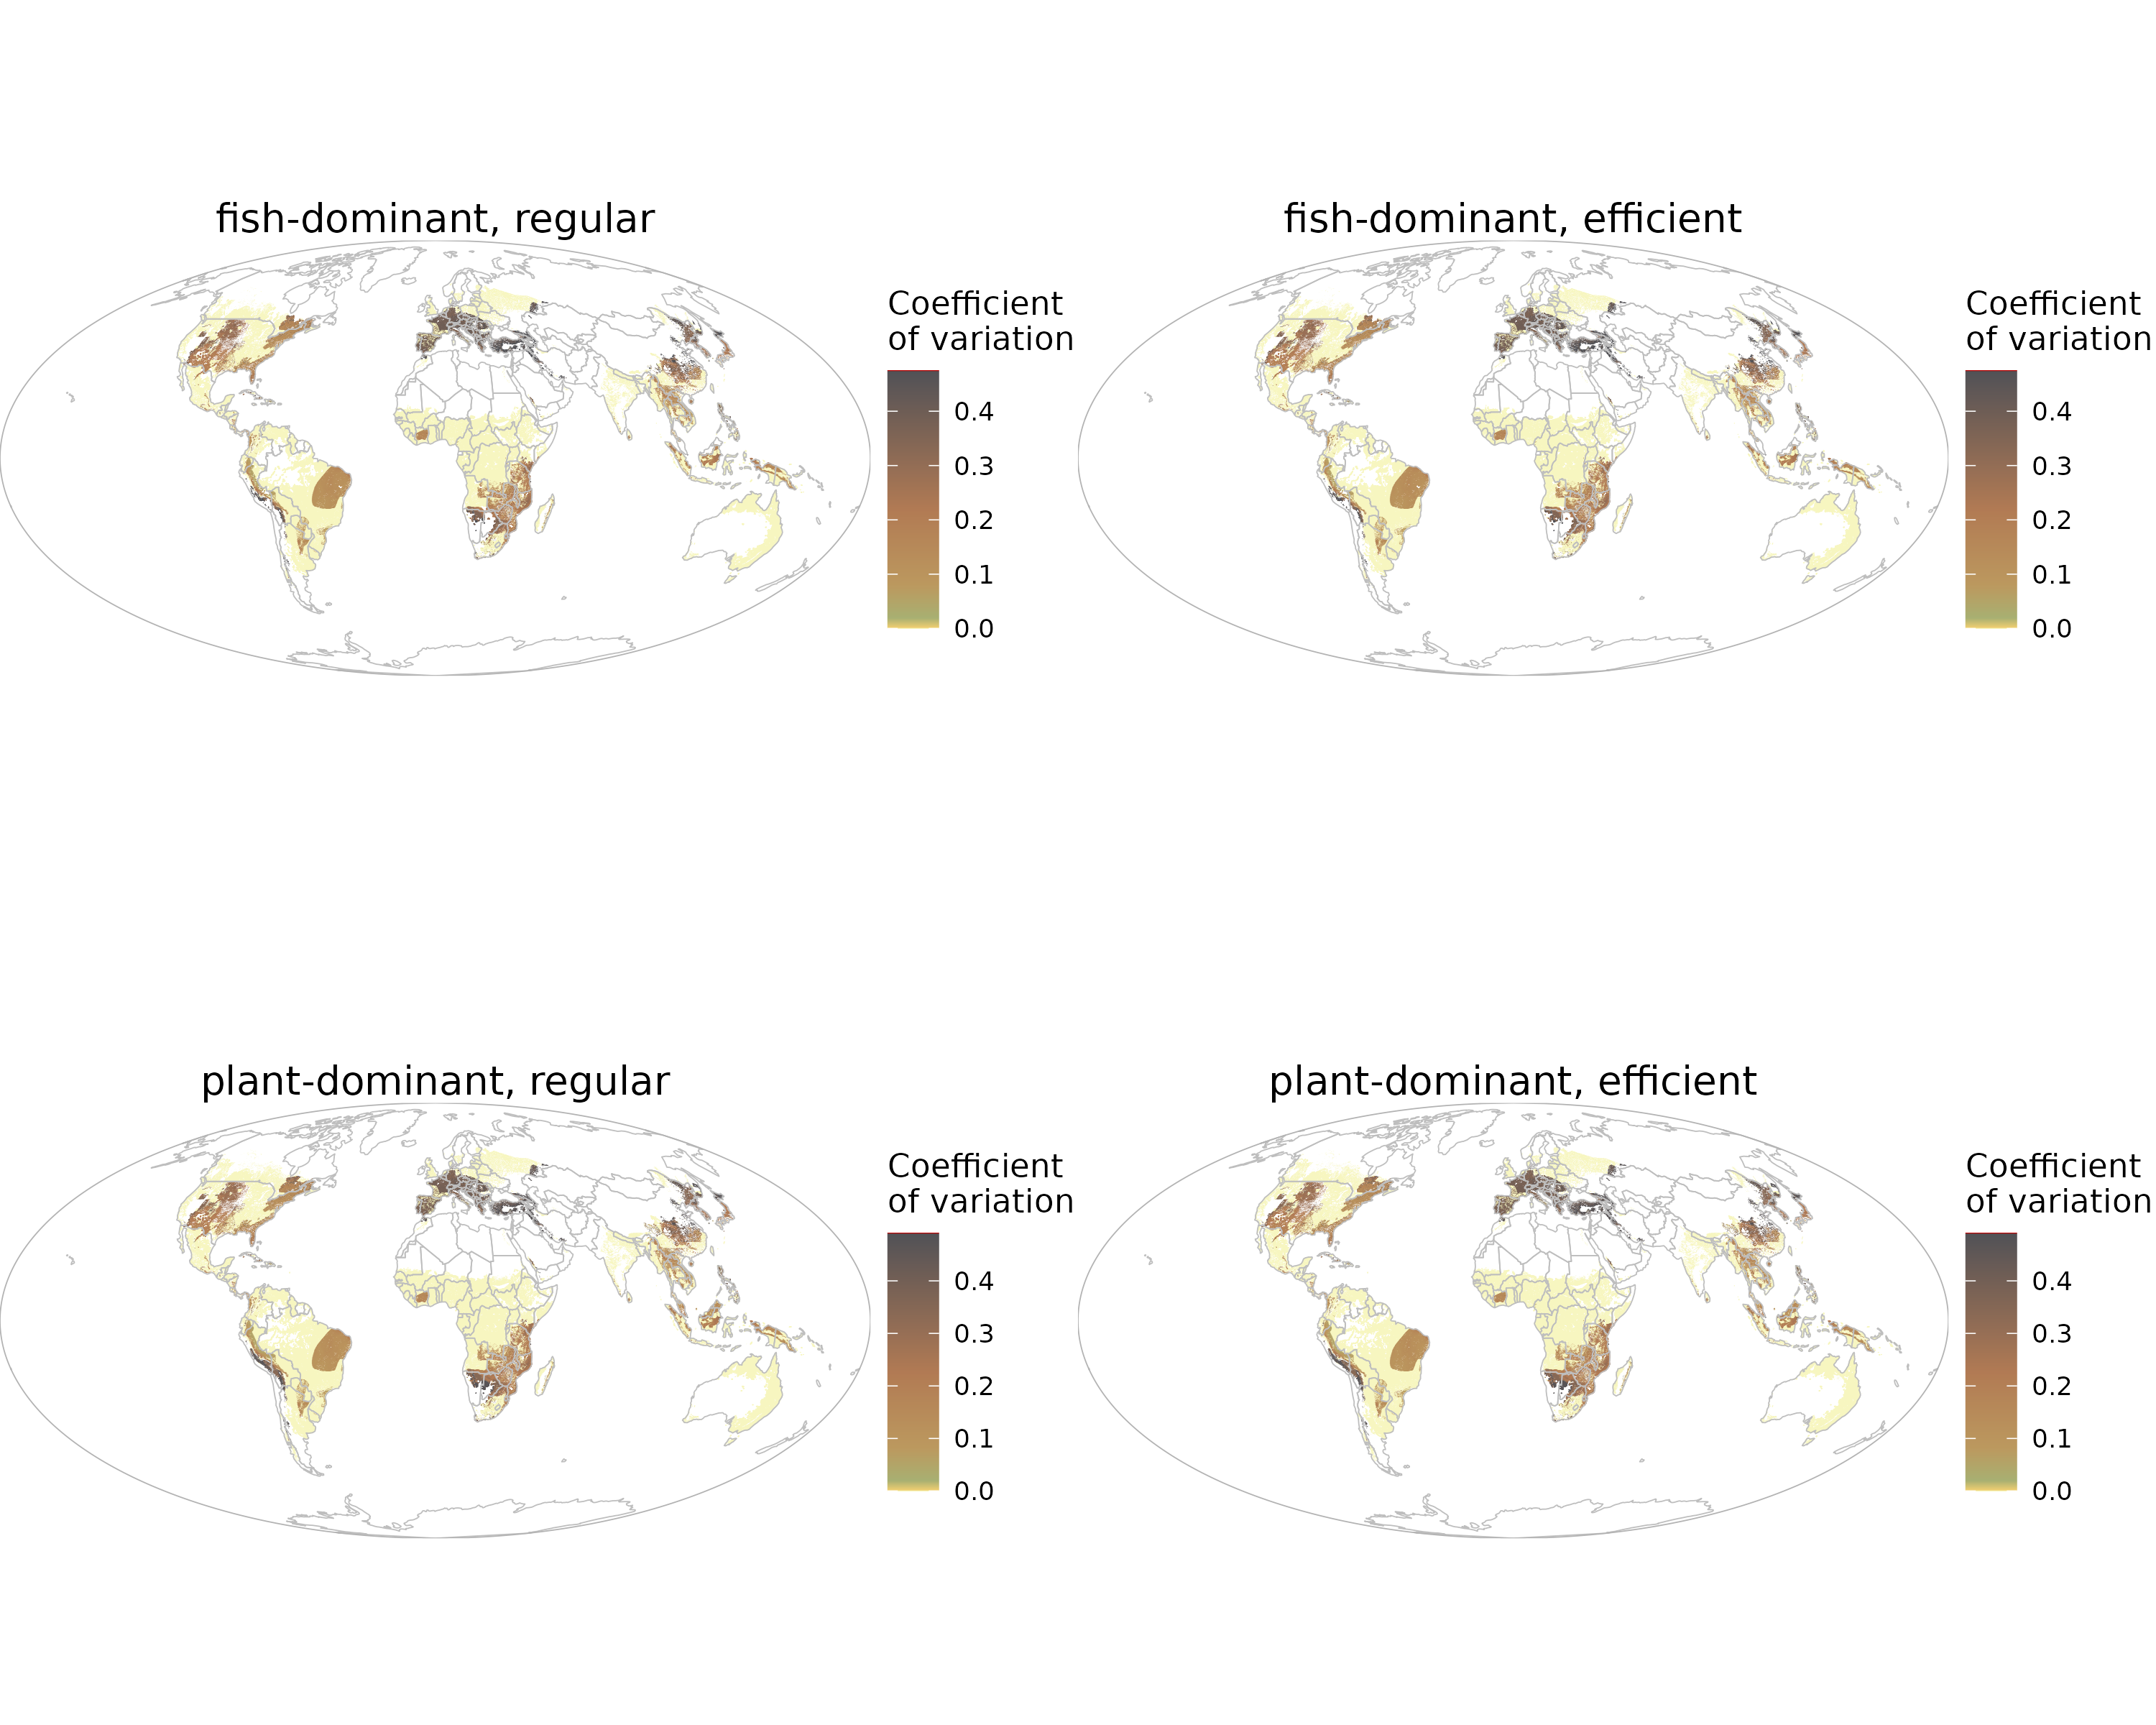 fish-dominant, regular
Coefficient
of variation
0.4
0.3
0.2
0.1
0.0
fish-dominant, efficient
Coefficient
of variation
0.4
0.3
0.2
0.1
0.0
plant-dominant, regular
Coefficient
of variation
0.4
0.3
0.2
0.1
0.0
plant-dominant, efficient
Coefficient
of variation
0.4
0.3
0.2
0.1
0.0